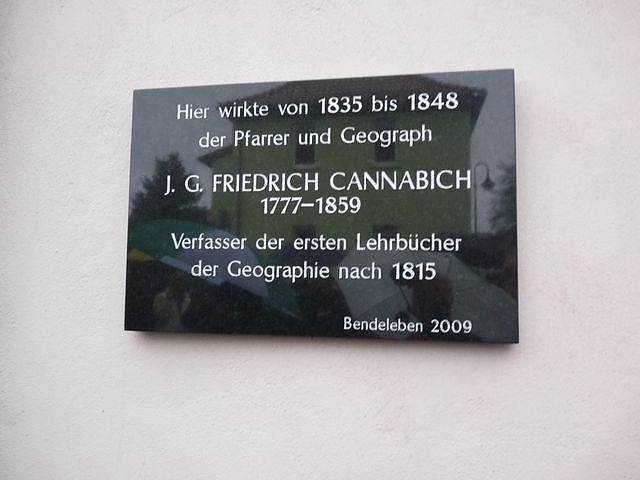 Hier wirkte von 1835 bis 1848
der Pfarrer und Geograph
J. G. FRIEDRICH CANNABICH
1777–1859
Verfasser der ersten Lehrbücher
der Geographie nach 1815
Bendeleben 2009